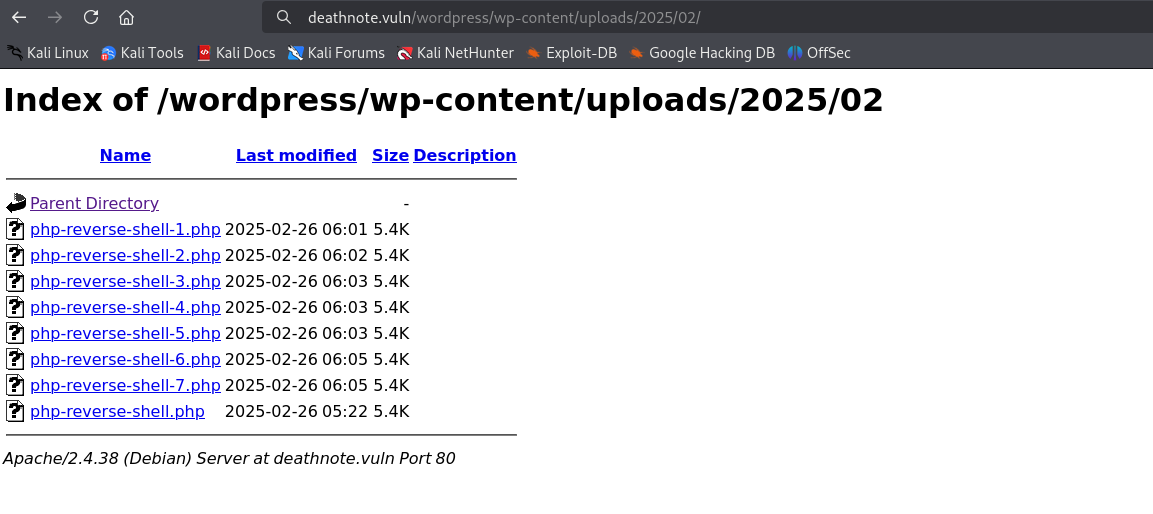 deathnote.vuln/wordpress/wp-content/uploads/2025/02/
Kali Linux Kali Tools Kali Docs Kali Forums Kali NetHunter Exploit-DB Google Hacking DB OffSec
Index of /wordpress/wp-content/uploads/2025/02
Name Last modified Size Description
Parent Directory -
php-reverse-shell-1.php 2025-02-26 06:01 5.4K
php-reverse-shell-2.php 2025-02-26 06:02 5.4K
php-reverse-shell-3.php 2025-02-26 06:03 5.4K
php-reverse-shell-4.php 2025-02-26 06:03 5.4K
php-reverse-shell-5.php 2025-02-26 06:03 5.4K
php-reverse-shell-6.php 2025-02-26 06:05 5.4K
php-reverse-shell-7.php 2025-02-26 06:05 5.4K
php-reverse-shell.php 2025-02-26 05:22 5.4K
Apache/2.4.38 (Debian) Server at deathnote.vuln Port 80